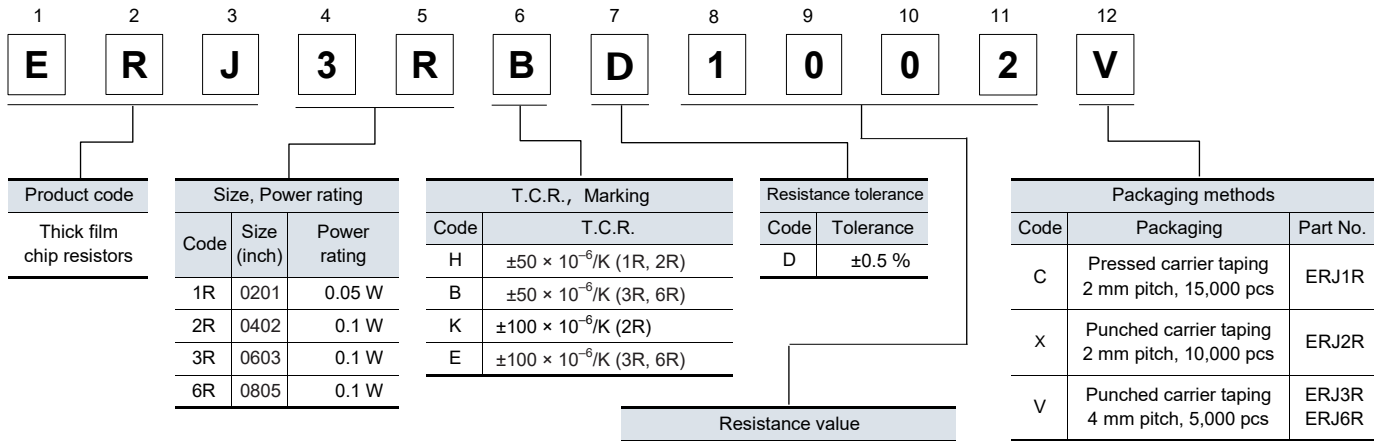 1 2 3 4 5 6 7 8 9 10 11 12
E R J 3 R B D 1 0 0 2 V
Product code
Thick film
chip resistors
Size, Power rating
Code Size (inch) Power rating
1R 0201 0.05 W
2R 0402 0.1 W
3R 0603 0.1 W
6R 0805 0.1 W
T.C.R., Marking
Code T.C.R.
H ±50 × 10⁻⁶/K (1R, 2R)
B ±50 × 10⁻⁶/K (3R, 6R)
K ±100 × 10⁻⁶/K (2R)
E ±100 × 10⁻⁶/K (3R, 6R)
Resistance tolerance
Code Tolerance
D ±0.5 %
Resistance value
Packaging methods
Code Packaging Part No.
C Pressed carrier taping
2 mm pitch, 15,000 pcs ERJ1R
X Punched carrier taping
2 mm pitch, 10,000 pcs ERJ2R
V Punched carrier taping ERJ3R
4 mm pitch, 5,000 pcs ERJ6R